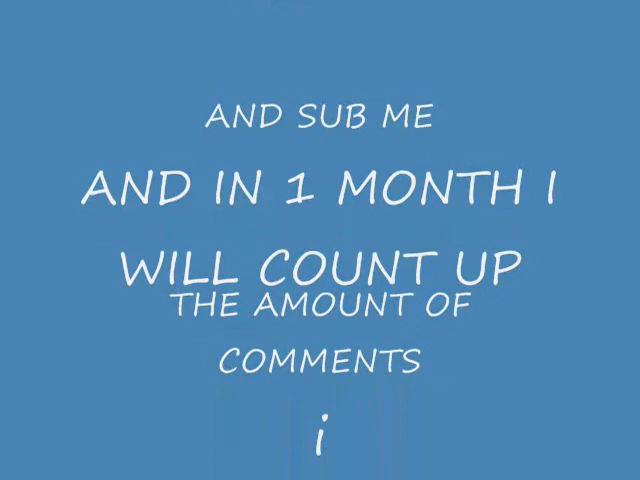 AND SUB ME
AND IN 1 MONTH I
WILL COUNT UP
THE AMOUNT OF
COMMENTS
i